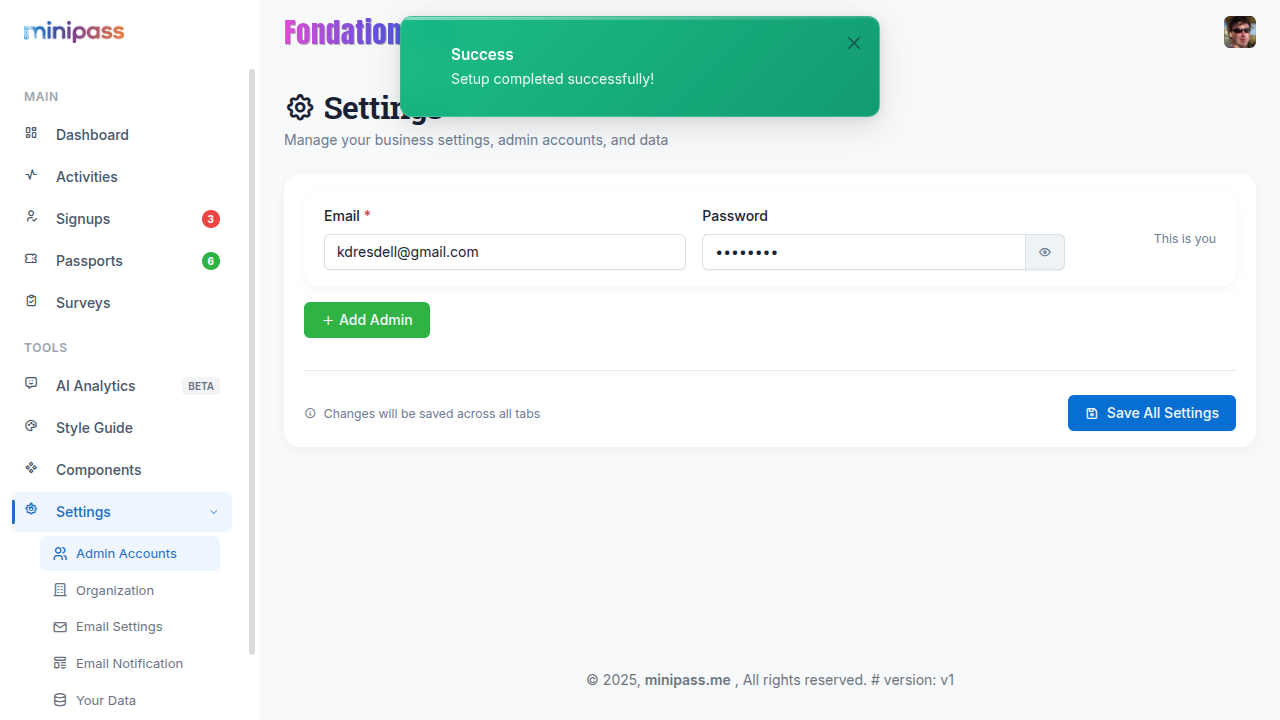 minipass
MAIN
Dashboard
Activities
Signups 3
Passports 6
Surveys
TOOLS
AI Analytics BETA
Style Guide
Components
Settings
Admin Accounts
Organization
Email Settings
Email Notification
Your Data
Fondation
Success
Setup completed successfully!
Settings
Manage your business settings, admin accounts, and data
Email * Password
kdresdell@gmail.com •••••••• This is you
+ Add Admin
Changes will be saved across all tabs
Save All Settings
© 2025, minipass.me , All rights reserved. # version: v1